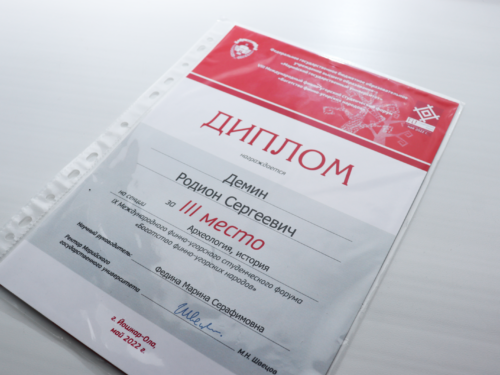 ДИПЛОМ
награждается
Демин
Родион Сергеевич
за III место
на секции Археология, история
IX Международного финно-угорского студенческого форума
«Богатство финно-угорских народов»
Научный руководитель: Федина Марина Серафимовна
Ректор Марийского
государственного университета
М.Н. Швецов
г. Йошкар-Ола,
май 2022 г.